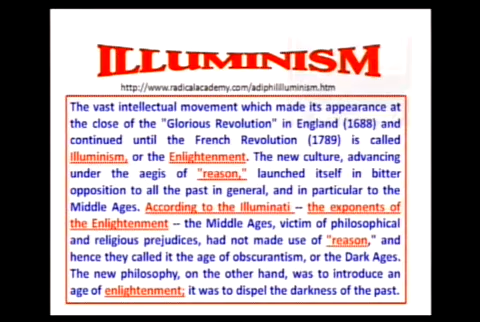 ILLUMINISM
http://www.radicalacademy.com/adiphililluminism.htm
The vast intellectual movement which made its appearance at
the close of the "Glorious Revolution" in England (1688) and
continued until the French Revolution (1789) is called
Illuminism, or the Enlightenment. The new culture, advancing
under the aegis of "reason," launched itself in bitter
opposition to all the past in general, and in particular to the
Middle Ages. According to the Illuminati -- the exponents of
the Enlightenment -- the Middle Ages, victim of philosophical
and religious prejudices, had not made use of "reason," and
hence they called it the age of obscurantism, or the Dark Ages.
The new philosophy, on the other hand, was to introduce an
age of enlightenment; it was to dispel the darkness of the past.